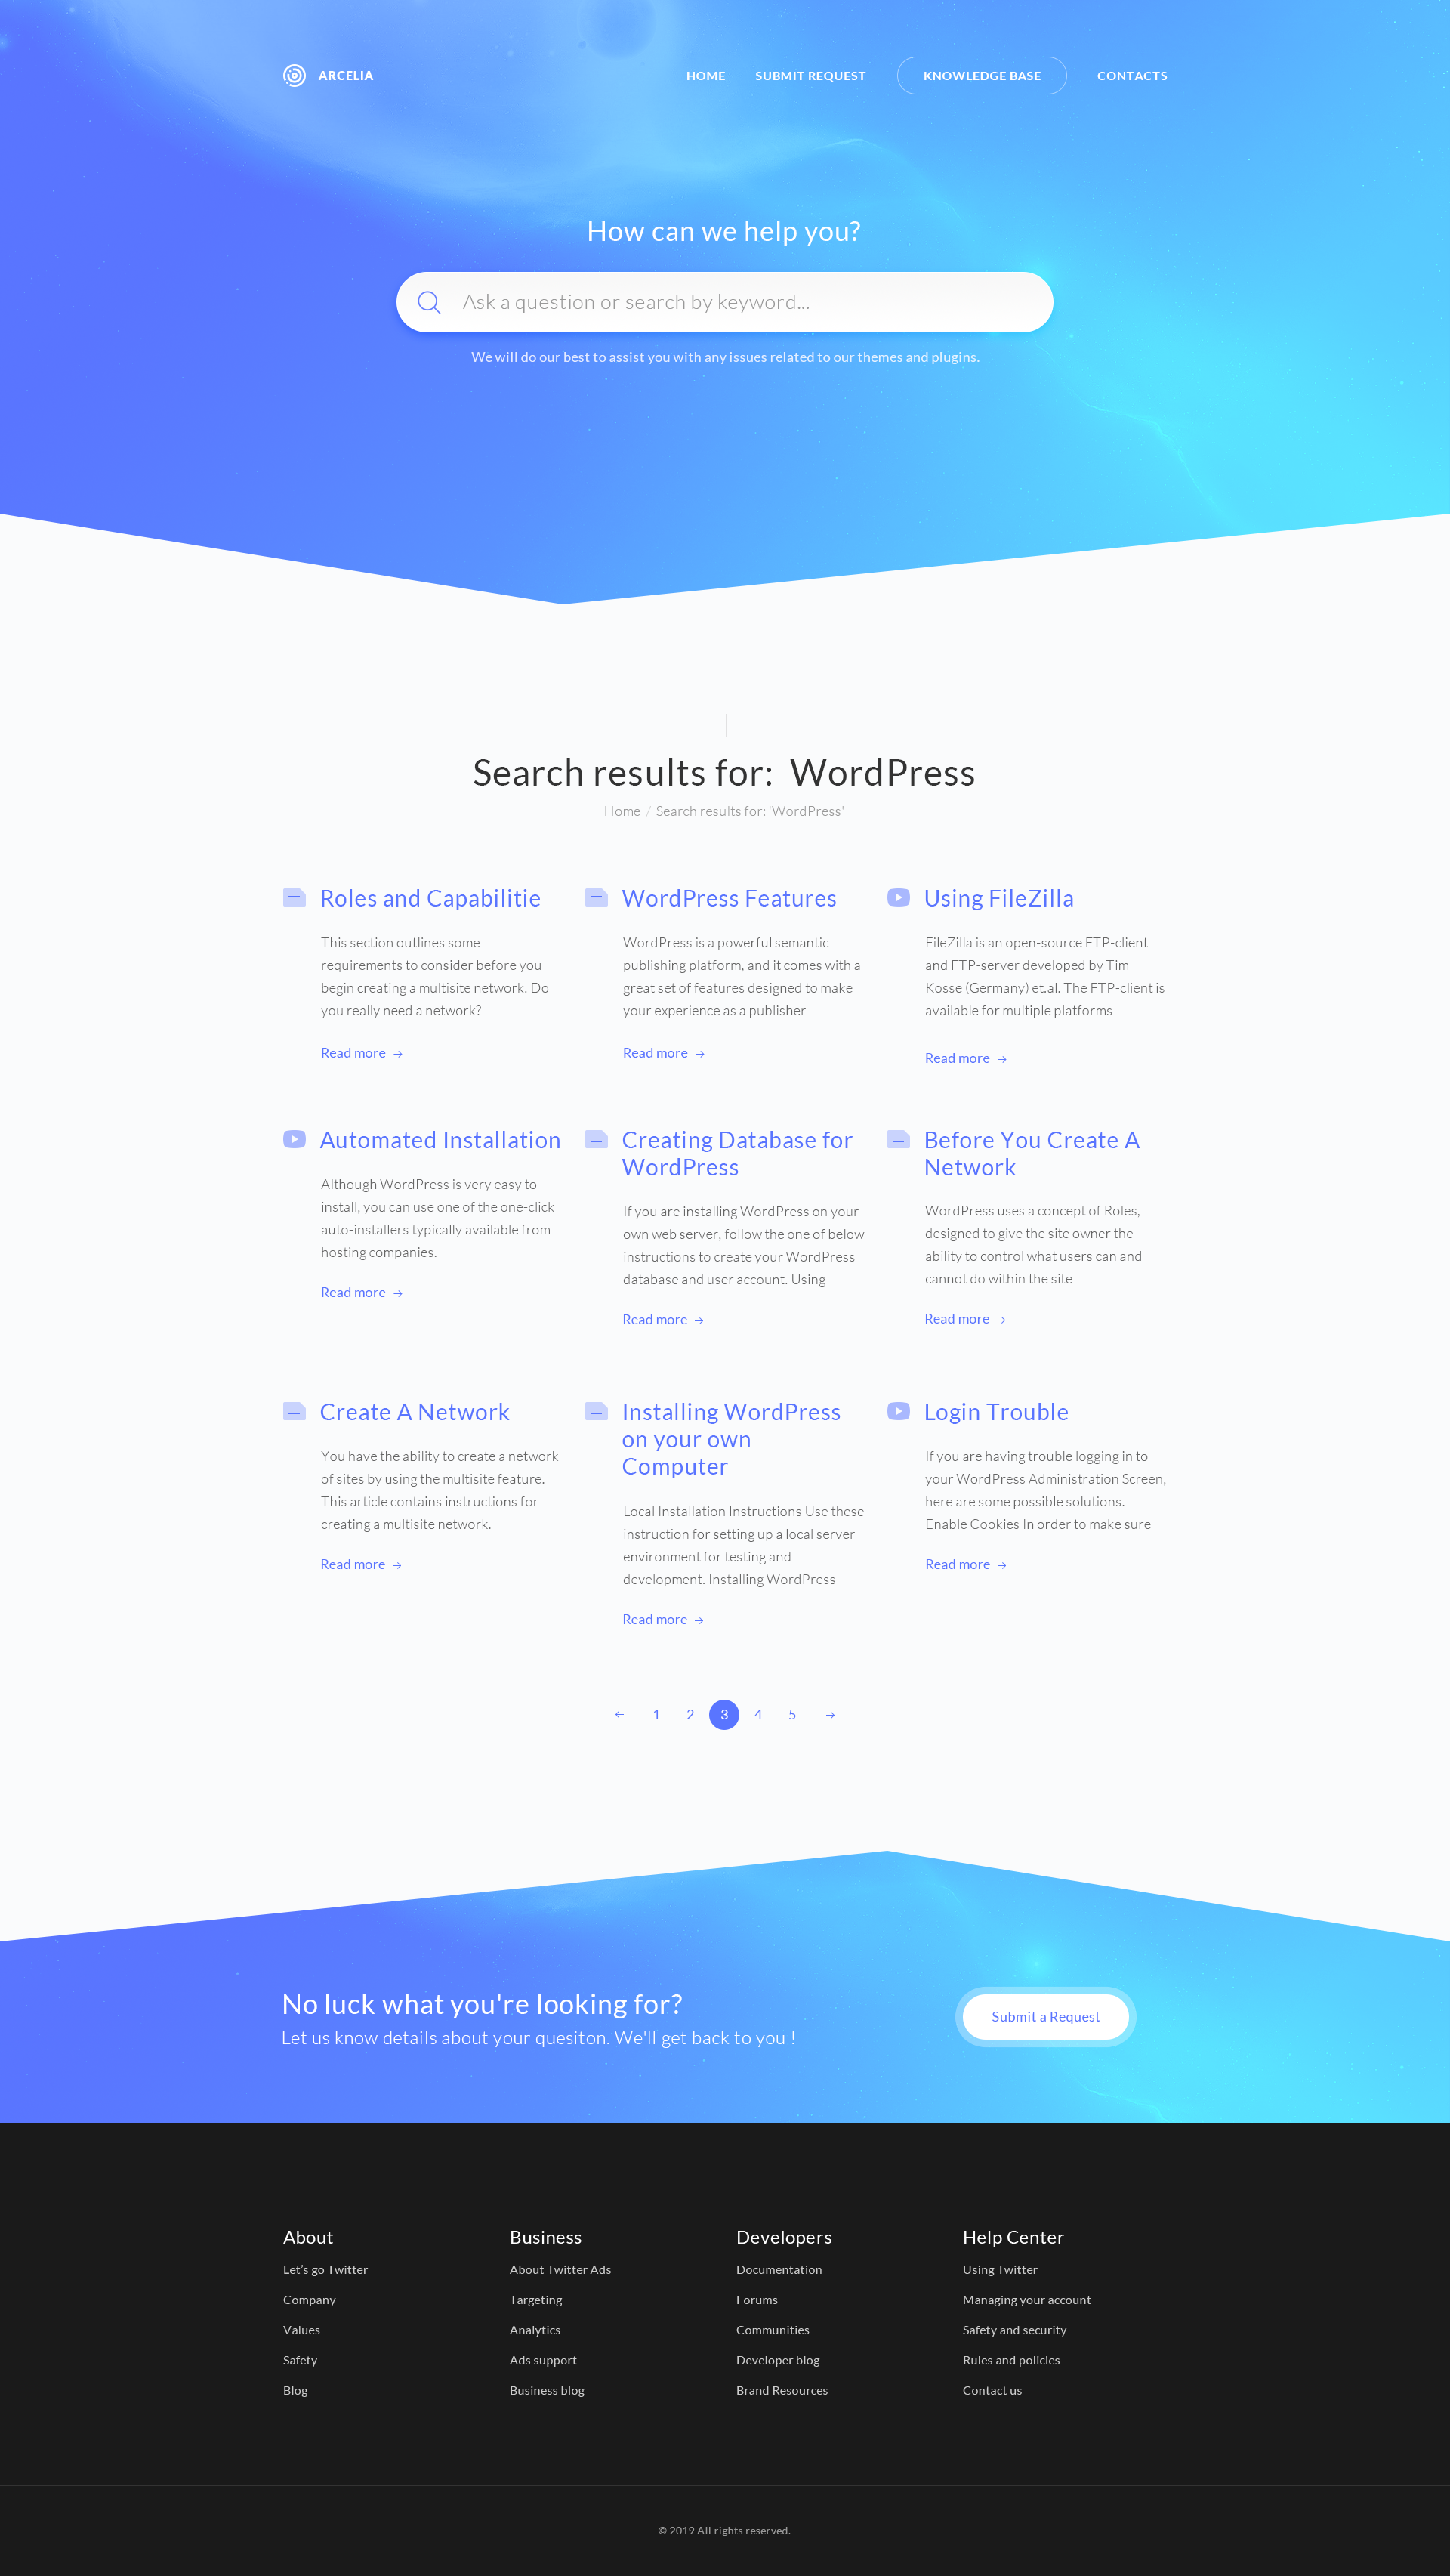 ARCELIA
HOME
SUBMIT REQUEST
KNOWLEDGE BASE
CONTACTS
How can we help you?
Ask a question or search by keyword...
We will do our best to assist you with any issues related to our themes and plugins.
Search results for: WordPress
Home / Search results for: 'WordPress'
Roles and Capabilitie
This section outlines some
requirements to consider before you
begin creating a multisite network. Do
you really need a network?
Read more →
WordPress Features
WordPress is a powerful semantic
publishing platform, and it comes with a
great set of features designed to make
your experience as a publisher
Read more →
Using FileZilla
FileZilla is an open-source FTP-client
and FTP-server developed by Tim
Kosse (Germany) et.al. The FTP-client is
available for multiple platforms
Read more →
Automated Installation
Although WordPress is very easy to
install, you can use one of the one-click
auto-installers typically available from
hosting companies.
Read more →
Creating Database for
WordPress
If you are installing WordPress on your
own web server, follow the one of below
instructions to create your WordPress
database and user account. Using
Read more →
Before You Create A
Network
WordPress uses a concept of Roles,
designed to give the site owner the
ability to control what users can and
cannot do within the site
Read more →
Create A Network
You have the ability to create a network
of sites by using the multisite feature.
This article contains instructions for
creating a multisite network.
Read more →
Installing WordPress
on your own
Computer
Local Installation Instructions Use these
instruction for setting up a local server
environment for testing and
development. Installing WordPress
Read more →
Login Trouble
If you are having trouble logging in to
your WordPress Administration Screen,
here are some possible solutions.
Enable Cookies In order to make sure
Read more →
← 1 2 3 4 5 →
No luck what you're looking for?
Let us know details about your quesiton. We'll get back to you !
Submit a Request
About
Let's go Twitter
Company
Values
Safety
Blog
Business
About Twitter Ads
Targeting
Analytics
Ads support
Business blog
Developers
Documentation
Forums
Communities
Developer blog
Brand Resources
Help Center
Using Twitter
Managing your account
Safety and security
Rules and policies
Contact us
© 2019 All rights reserved.